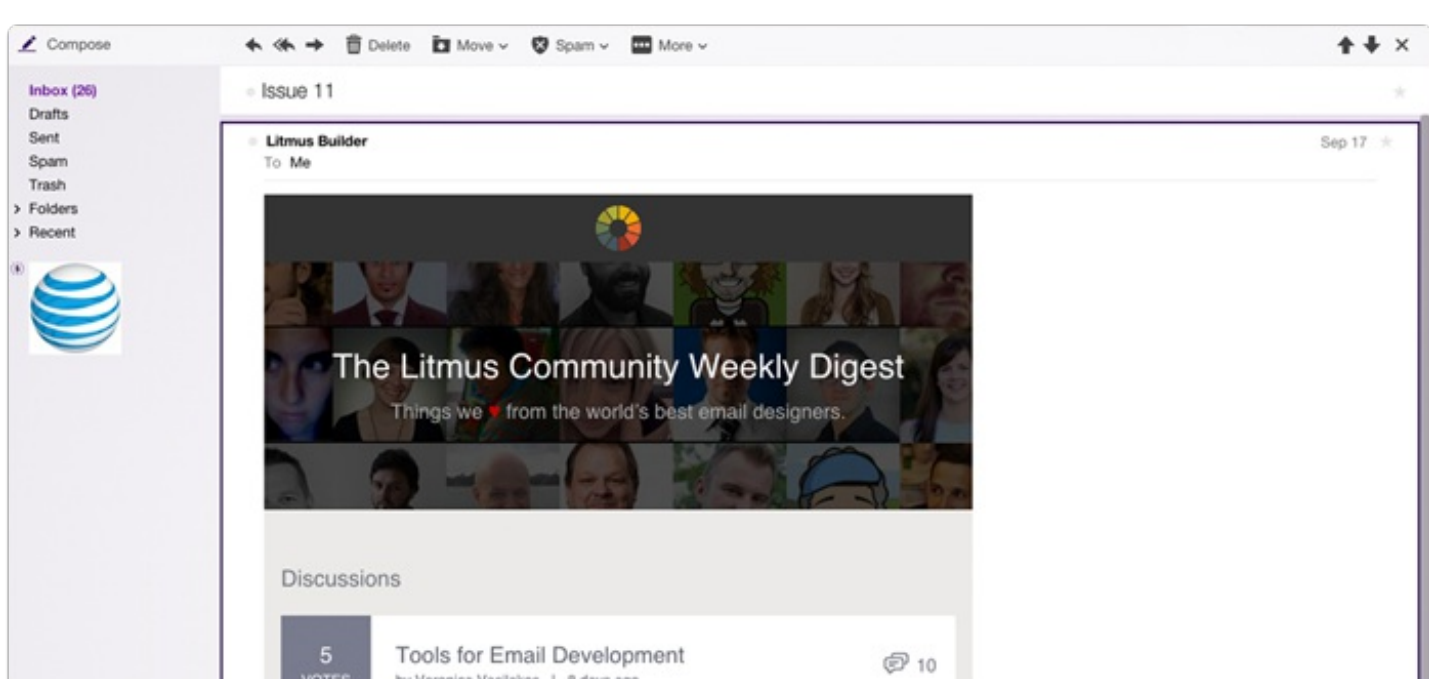 Compose
Delete Move Spam More
Inbox (26)
Drafts
Sent
Spam
Trash
Folders
Recent
Issue 11
Litmus Builder
Sep 17
To Me
The Litmus Community Weekly Digest
Things we ♥ from the world's best email designers.
Discussions
5
VOTES
Tools for Email Development
10